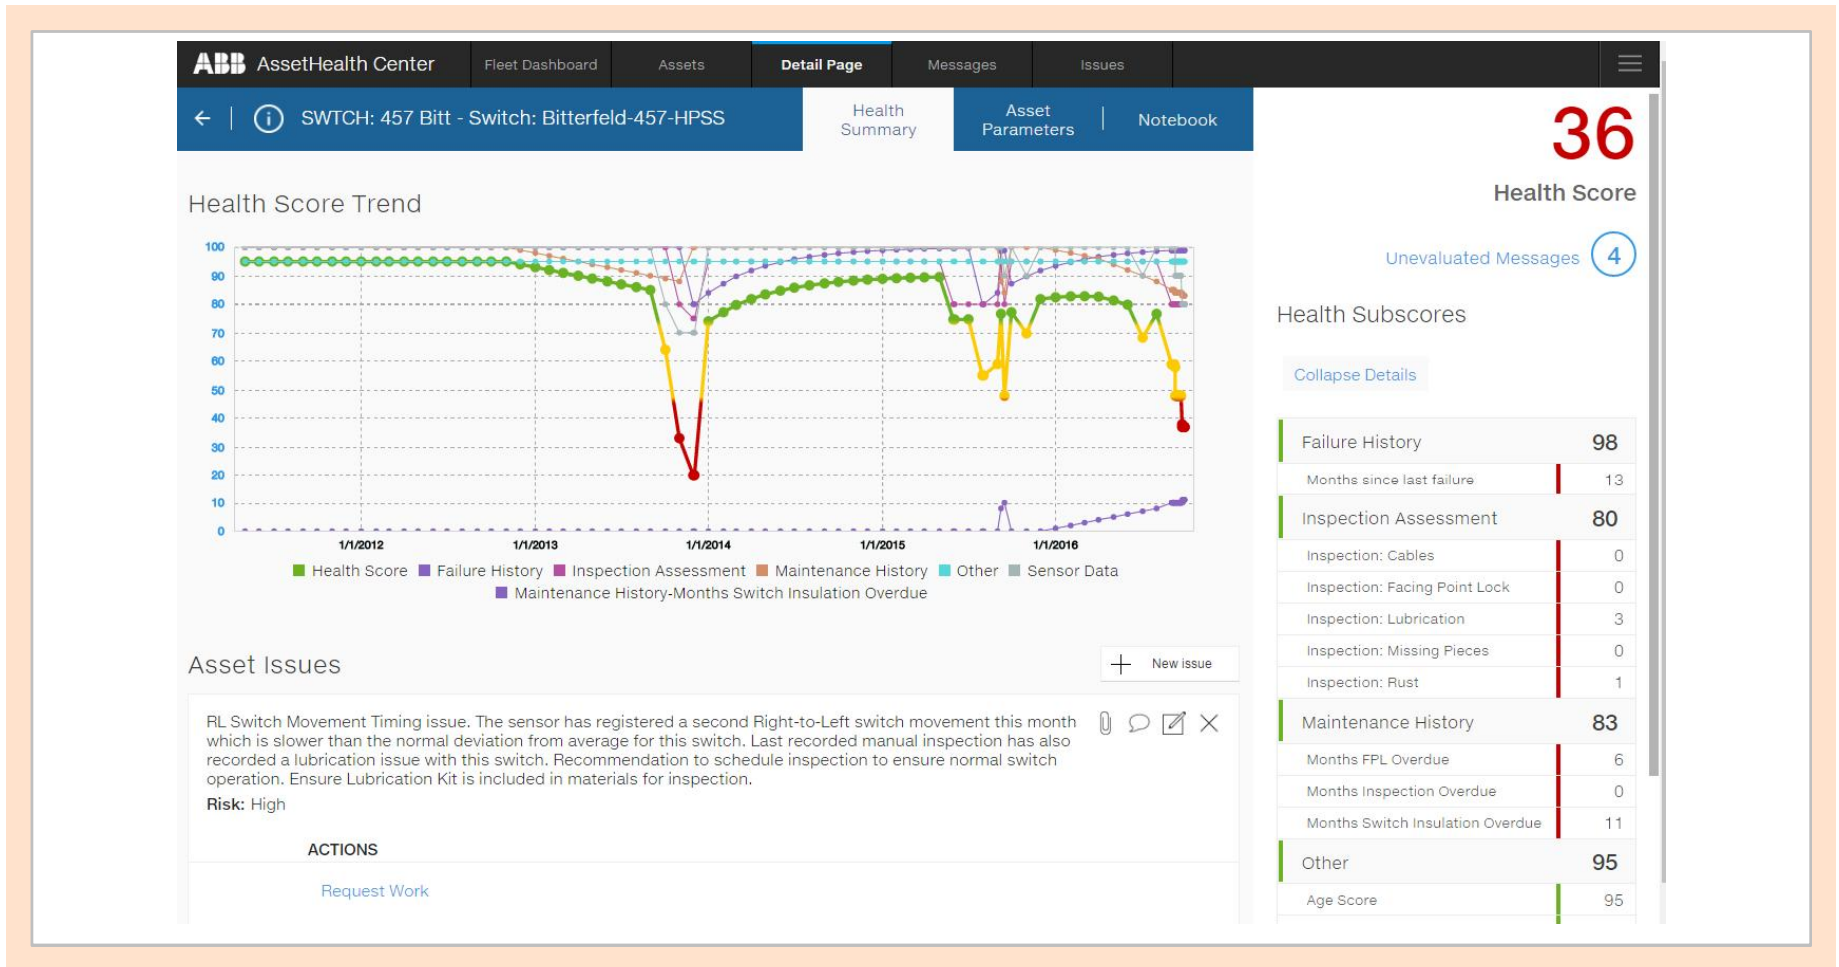 ABB AssetHealth Center Fleet Dashboard Assets Detail Page Messages Issues
SWTCH: 457 Bitt - Switch: Bitterfeld-457-HPSS
Health
Summary
Asset
Parameters
Notebook
36
Health Score
Unevaluated Messages 4
Health Score Trend
100
90
80
70
60
50
40
30
20
10
0
1/1/2012 1/1/2013 1/1/2014 1/1/2015 1/1/2016
Health Score Failure History Inspection Assessment Maintenance History Other Sensor Data
Maintenance History-Months Switch Insulation Overdue
Asset Issues
New issue
RL Switch Movement Timing issue. The sensor has registered a second Right-to-Left switch movement this month
which is slower than the normal deviation from average for this switch. Last recorded manual inspection has also
recorded a lubrication issue with this switch. Recommendation to schedule inspection to ensure normal switch
operation. Ensure Lubrication Kit is included in materials for inspection.
Risk: High
ACTIONS
Request Work
Health Subscores
Collapse Details
Failure History 98
Months since last failure 13
Inspection Assessment 80
Inspection: Cables 0
Inspection: Facing Point Lock 0
Inspection: Lubrication 3
Inspection: Missing Pieces 0
Inspection: Rust 1
Maintenance History 83
Months FPL Overdue 6
Months Inspection Overdue 0
Months Switch Insulation Overdue 11
Other 95
Age Score 95